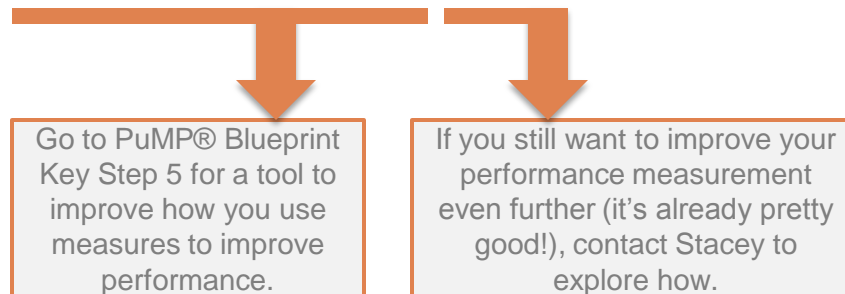 Go to PuMP® Blueprint
Key Step 5 for a tool to
improve how you use
measures to improve
performance.
If you still want to improve your
performance measurement
even further (it’s already pretty
good!), contact Stacey to
explore how.